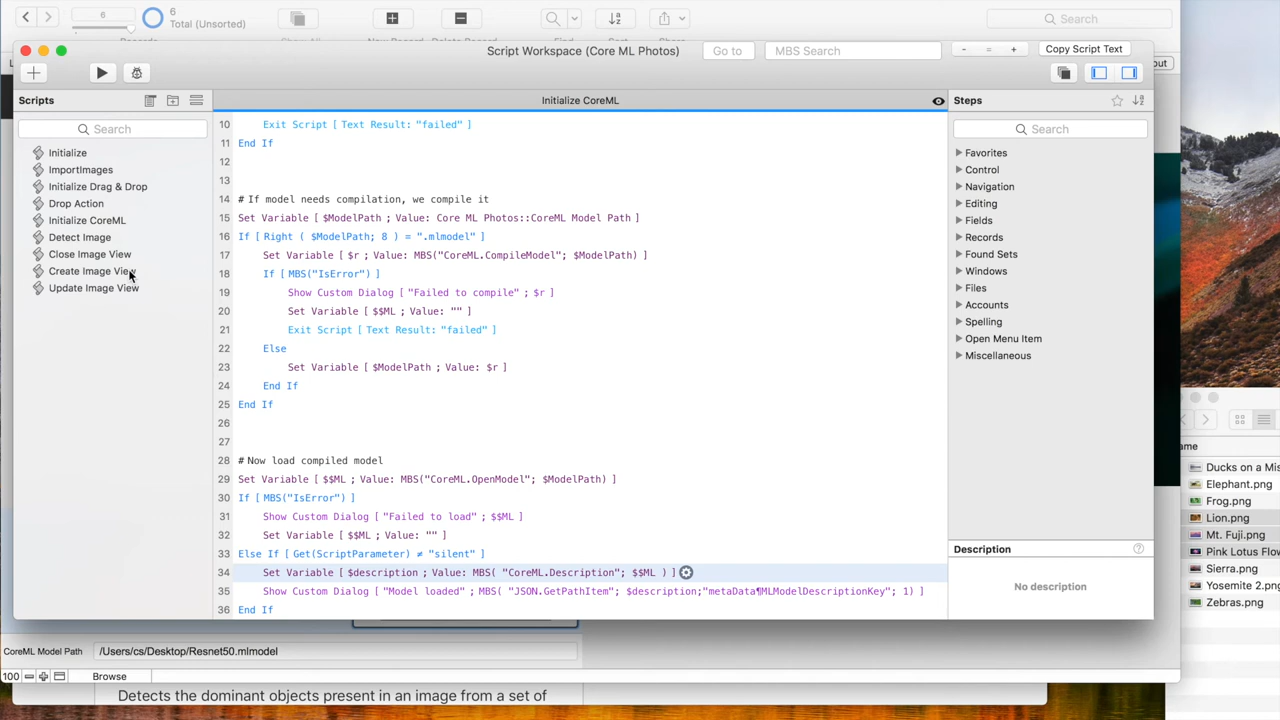 6
6
Total (Unsorted)
Search
Script Workspace (Core ML Photos)
Go to
MBS Search
-
=
+
Copy Script Text
out
Scripts
Initialize CoreML
Steps
Search
Search
Initialize
ImportImages
Initialize Drag & Drop
Drop Action
Initialize CoreML
Detect Image
Close Image View
Create Image View
Update Image View
10 Exit Script [ Text Result: "failed" ]
11 End If
12
13
14 # If model needs compilation, we compile it
15 Set Variable [ $ModelPath ; Value: Core ML Photos::CoreML Model Path ]
16 If [ Right ( $ModelPath; 8 ) = ".mlmodel" ]
17 Set Variable [ $r ; Value: MBS("CoreML.CompileModel"; $ModelPath) ]
18 If [ MBS("IsError") ]
19 Show Custom Dialog [ "Failed to compile" ; $r ]
20 Set Variable [ $$ML ; Value: "" ]
21 Exit Script [ Text Result: "failed" ]
22 Else
23 Set Variable [ $ModelPath ; Value: $r ]
24 End If
25 End If
26
27
28 # Now load compiled model
29 Set Variable [ $$ML ; Value: MBS("CoreML.OpenModel"; $ModelPath) ]
30 If [ MBS("IsError") ]
31 Show Custom Dialog [ "Failed to load" ; $$ML ]
32 Set Variable [ $$ML ; Value: "" ]
33 Else If [ Get(ScriptParameter) ≠ "silent" ]
34 Set Variable [ $description ; Value: MBS( "CoreML.Description"; $$ML ) ]
35 Show Custom Dialog [ "Model loaded" ; MBS( "JSON.GetPathItem"; $description;"metaData¶MLModelDescriptionKey"; 1) ]
36 End If
Favorites
Control
Navigation
Editing
Fields
Records
Found Sets
Windows
Files
Accounts
Spelling
Open Menu Item
Miscellaneous
Description
No description
ame
Ducks on a Mis
Elephant.png
Frog.png
Lion.png
Mt. Fuji.png
Pink Lotus Flow
Sierra.png
Yosemite 2.png
Zebras.png
CoreML Model Path /Users/cs/Desktop/Resnet50.mlmodel
100
Browse
Detects the dominant objects present in an image from a set of